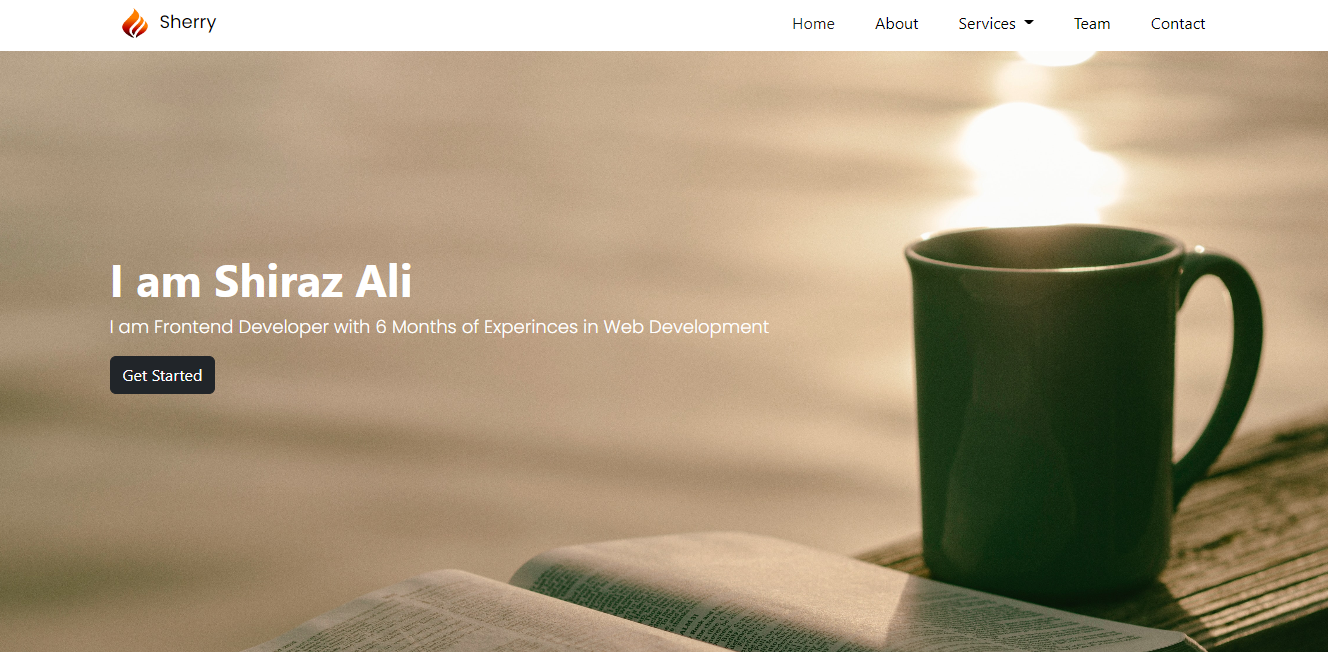 Sherry
Home About Services Team Contact
I am Shiraz Ali
I am Frontend Developer with 6 Months of Experinces in Web Development
Get Started